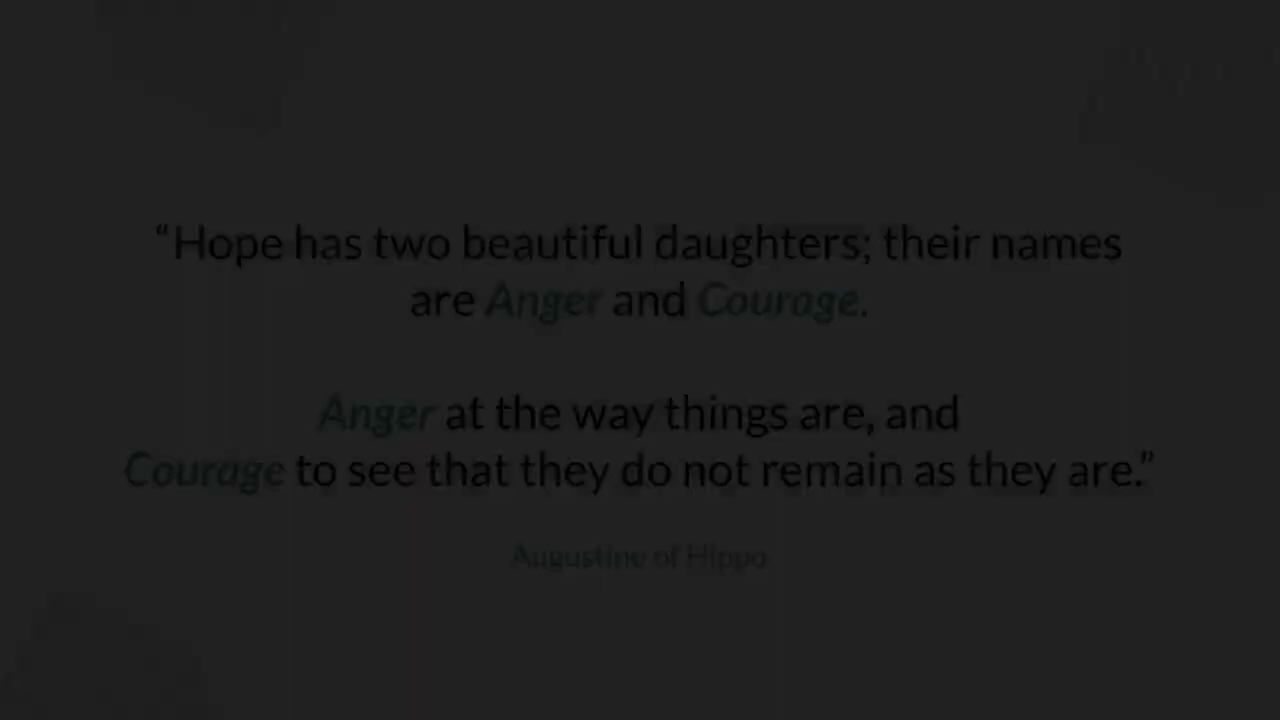 “Hope has two beautiful daughters; their names
are Anger and Courage.
Anger at the way things are, and
Courage to see that they do not remain as they are.”
Augustine of Hippo